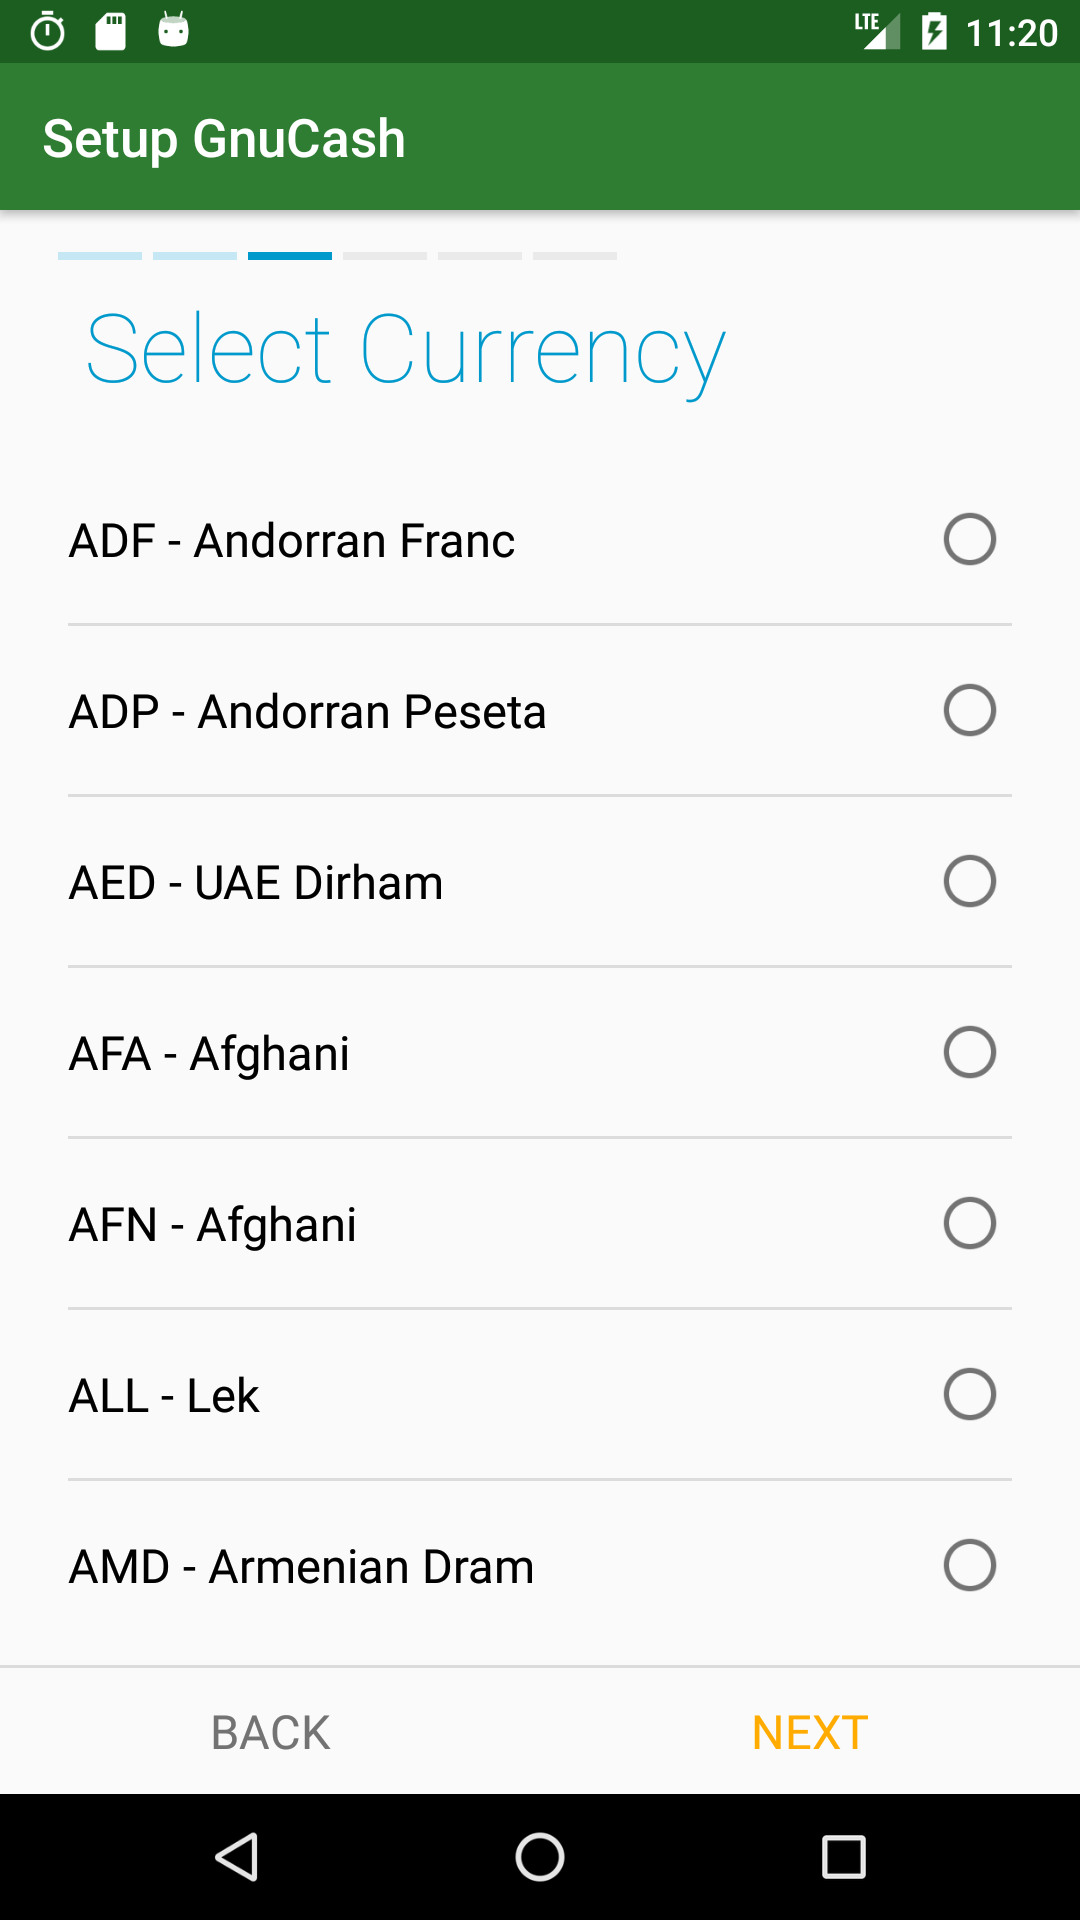 LTE 11:20
Setup GnuCash
Select Currency
ADF - Andorran Franc
ADP - Andorran Peseta
AED - UAE Dirham
AFA - Afghani
AFN - Afghani
ALL - Lek
AMD - Armenian Dram
BACK NEXT